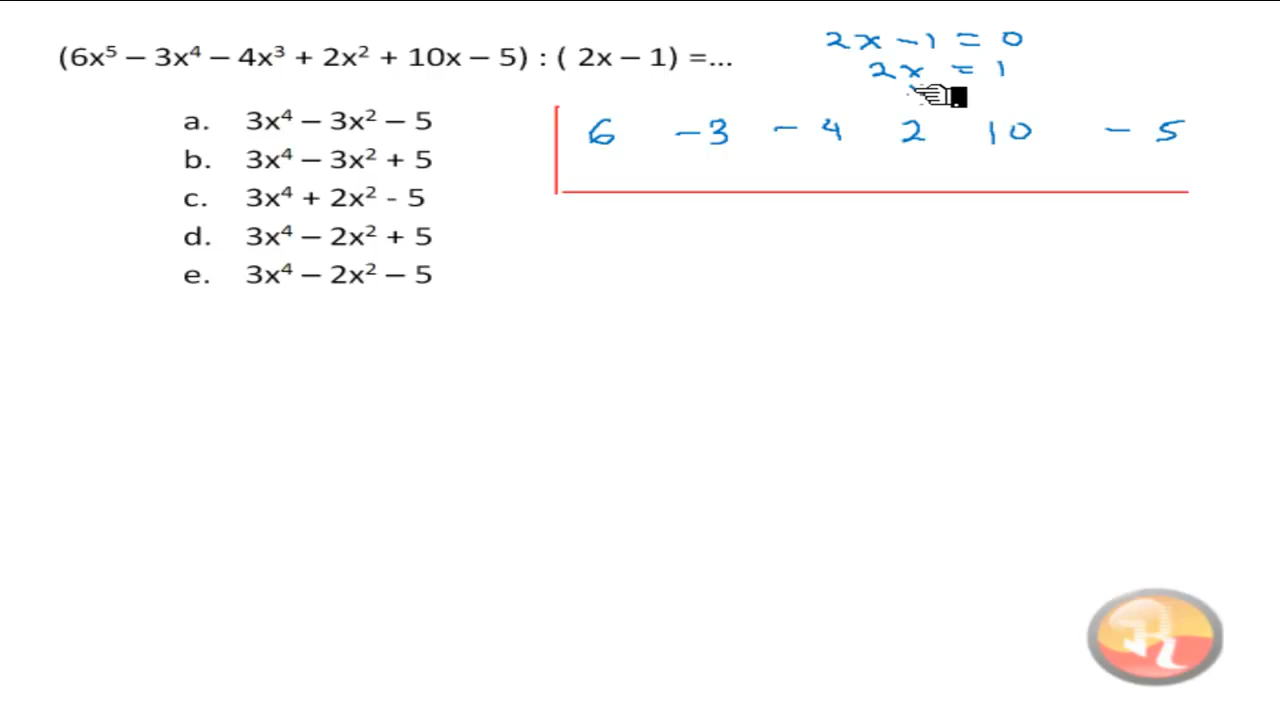 (6x⁵ – 3x⁴ – 4x³ + 2x² + 10x – 5) : ( 2x – 1) =...
2x – 1 = 0
2x = 1
a. 3x⁴ – 3x² – 5
b. 3x⁴ – 3x² + 5
c. 3x⁴ + 2x² - 5
d. 3x⁴ – 2x² + 5
e. 3x⁴ – 2x² – 5
6 –3 –4 2 10 –5